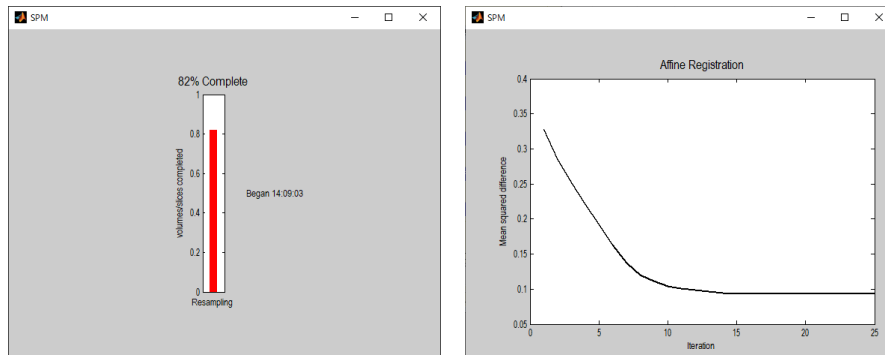 SPM
82% Complete
1
0.8
0.6
0.4
0.2
0
volumes/slices completed
Began 14:09:03
Resampling
SPM
Affine Registration
0.4
0.35
0.3
0.25
0.2
0.15
0.1
0.05
Mean squared difference
0 5 10 15 20 25
Iteration